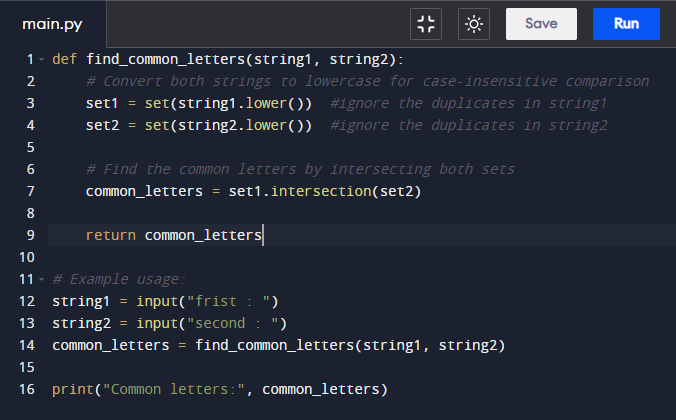 main.py
Save
Run
1 def find_common_letters(string1, string2):
2 # Convert both strings to lowercase for case-insensitive comparison
3 set1 = set(string1.lower()) #ignore the duplicates in string1
4 set2 = set(string2.lower()) #ignore the duplicates in string2
5
6 # Find the common letters by intersecting both sets
7 common_letters = set1.intersection(set2)
8
9 return common_letters
10
11 # Example usage:
12 string1 = input("frist : ")
13 string2 = input("second : ")
14 common_letters = find_common_letters(string1, string2)
15
16 print("Common letters:", common_letters)